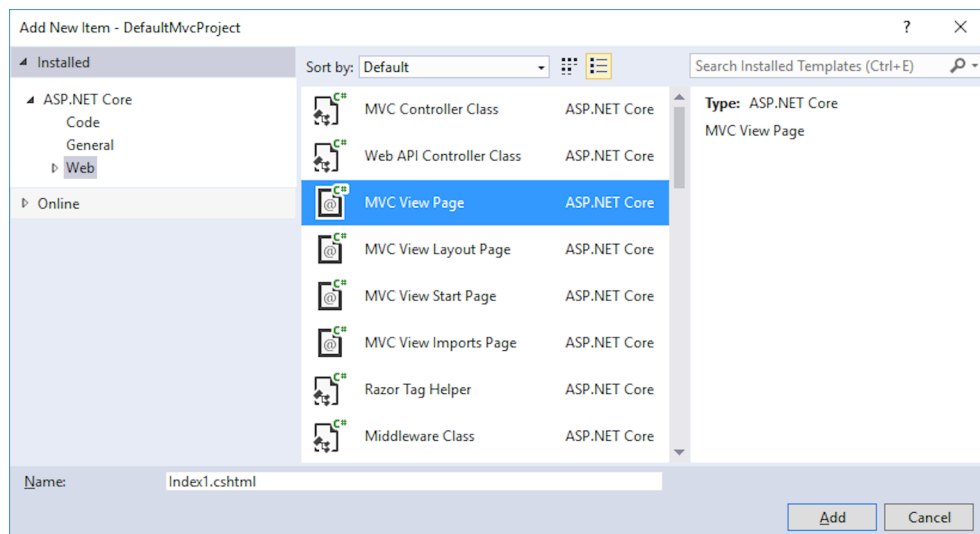 Add New Item - DefaultMvcProject
? ×
Installed
Sort by: Default
Search Installed Templates (Ctrl+E)
ASP.NET Core
Code
General
Web
Online
C# MVC Controller Class ASP.NET Core
C# Web API Controller Class ASP.NET Core
C# @ MVC View Page ASP.NET Core
C# @ MVC View Layout Page ASP.NET Core
C# @ MVC View Start Page ASP.NET Core
C# @ MVC View Imports Page ASP.NET Core
C# Razor Tag Helper ASP.NET Core
C# Middleware Class ASP.NET Core
Type: ASP.NET Core
MVC View Page
Name: Index1.cshtml
Add Cancel